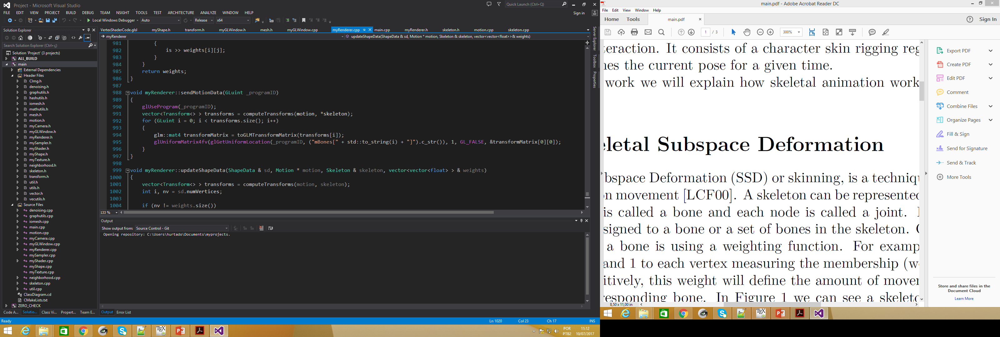 Project - Microsoft Visual Studio
Quick Launch (Ctrl+Q)
FILE EDIT VIEW PROJECT BUILD DEBUG TEAM NSIGHT TOOLS TEST ARCHITECTURE ANALYZE WINDOW HELP
Sign in
Local Windows Debugger Auto Release x64
Solution Explorer
Search Solution Explorer (Ctrl+ç)
Solution 'Project' (3 projects)
ALL_BUILD
main
External Dependencies
Header Files
CImg.h
denoising.h
graphutils.h
hashutils.h
iomesh.h
mathutils.h
mesh.h
motion.h
myCamera.h
myGLWindow.h
myRenderer.h
mySampler.h
myShader.h
myShape.h
myTexture.h
neighborhood.h
skeleton.h
transform.h
util.h
utils.h
vector.h
vecutils.h
Source Files
denoising.cpp
graphutils.cpp
iomesh.cpp
main.cpp
motion.cpp
myCamera.cpp
myGLWindow.cpp
myRenderer.cpp
mySampler.cpp
myShader.cpp
myShape.cpp
myTexture.cpp
neighborhood.cpp
skeleton.cpp
util.cpp
ClassDiagram.cd
CMakeLists.txt
ZERO_CHECK
Code A... Solutio... Class Vi... Propert... Team E...
VertexShaderCode.glsl myShape.h transform.h myGLWindow.h mesh.h myGLWindow.cpp myRenderer.cpp main.cpp myRenderer.h skeleton.h motion.cpp skeleton.cpp
myRenderer updateShapeData(ShapeData & sd, Motion * motion, Skeleton & skeleton, vector<vector<float>>& weights)
981 {
982 is >> weights[i][j];
983 }
984 }
985 return weights;
986 }
987
988 void myRenderer::sendMotionData(GLuint _programID)
989 {
990 glUseProgram(_programID);
991 vector<Transform<> > transforms = computeTransforms(motion, *skeleton);
992 for (GLuint i = 0; i < transforms.size(); i++)
993 {
994 glm::mat4 transformMatrix = toGLMTransformMatrix(transforms[i]);
995 glUniformMatrix4fv(glGetUniformLocation(_programID, ("mBones[" + std::to_string(i) + "]").c_str()), 1, GL_FALSE, &transformMatrix[0][0]);
996 }
997 }
998
999 void myRenderer::updateShapeData(ShapeData & sd, Motion * motion, Skeleton & skeleton, vector<vector<float> > & weights)
1000 {
1001 vector<Transform<> > transforms = computeTransforms(motion, skeleton);
1002 int i, nv = sd.numVertices;
1003
1004 if (nv != weights.size())
133 %
Output
Show output from: Source Control - Git
Opening repository: C:\Users\hurtado\Documents\myprojects.
Output Error List
Server Explorer
Toolbox
Properties
Ready
Ln 1020 Col 23 Ch 17 INS
POR 11:12
PTB2 10/07/2017
main.pdf - Adobe Acrobat Reader DC
File Edit View Window Help
Home Tools main.pdf Sign In
1 / 3 300%
teraction. It consists of a character skin rigging reg
nes the current pose for a given time.
work we will explain how skeletal animation work
eletal Subspace Deformation
bspace Deformation (SSD) or skinning, is a techniqu
on movement [LCF00]. A skeleton can be represented
is called a bone and each node is called a joint.
signed to a bone or a set of bones in the skeleton.
a bone is using a weighting function. For examp
and 1 to each vertex measuring the membership (w
itively, this weight will define the amount of mover
responding bone. In Figure 1 we can see a skeletc
8,50 x 11,00 in
Export PDF
Create PDF
Edit PDF
Comment
Combine Files
Organize Pages
Fill & Sign
Send for Signature
Send & Track
More Tools
Store and share files in the
Document Cloud
Learn More